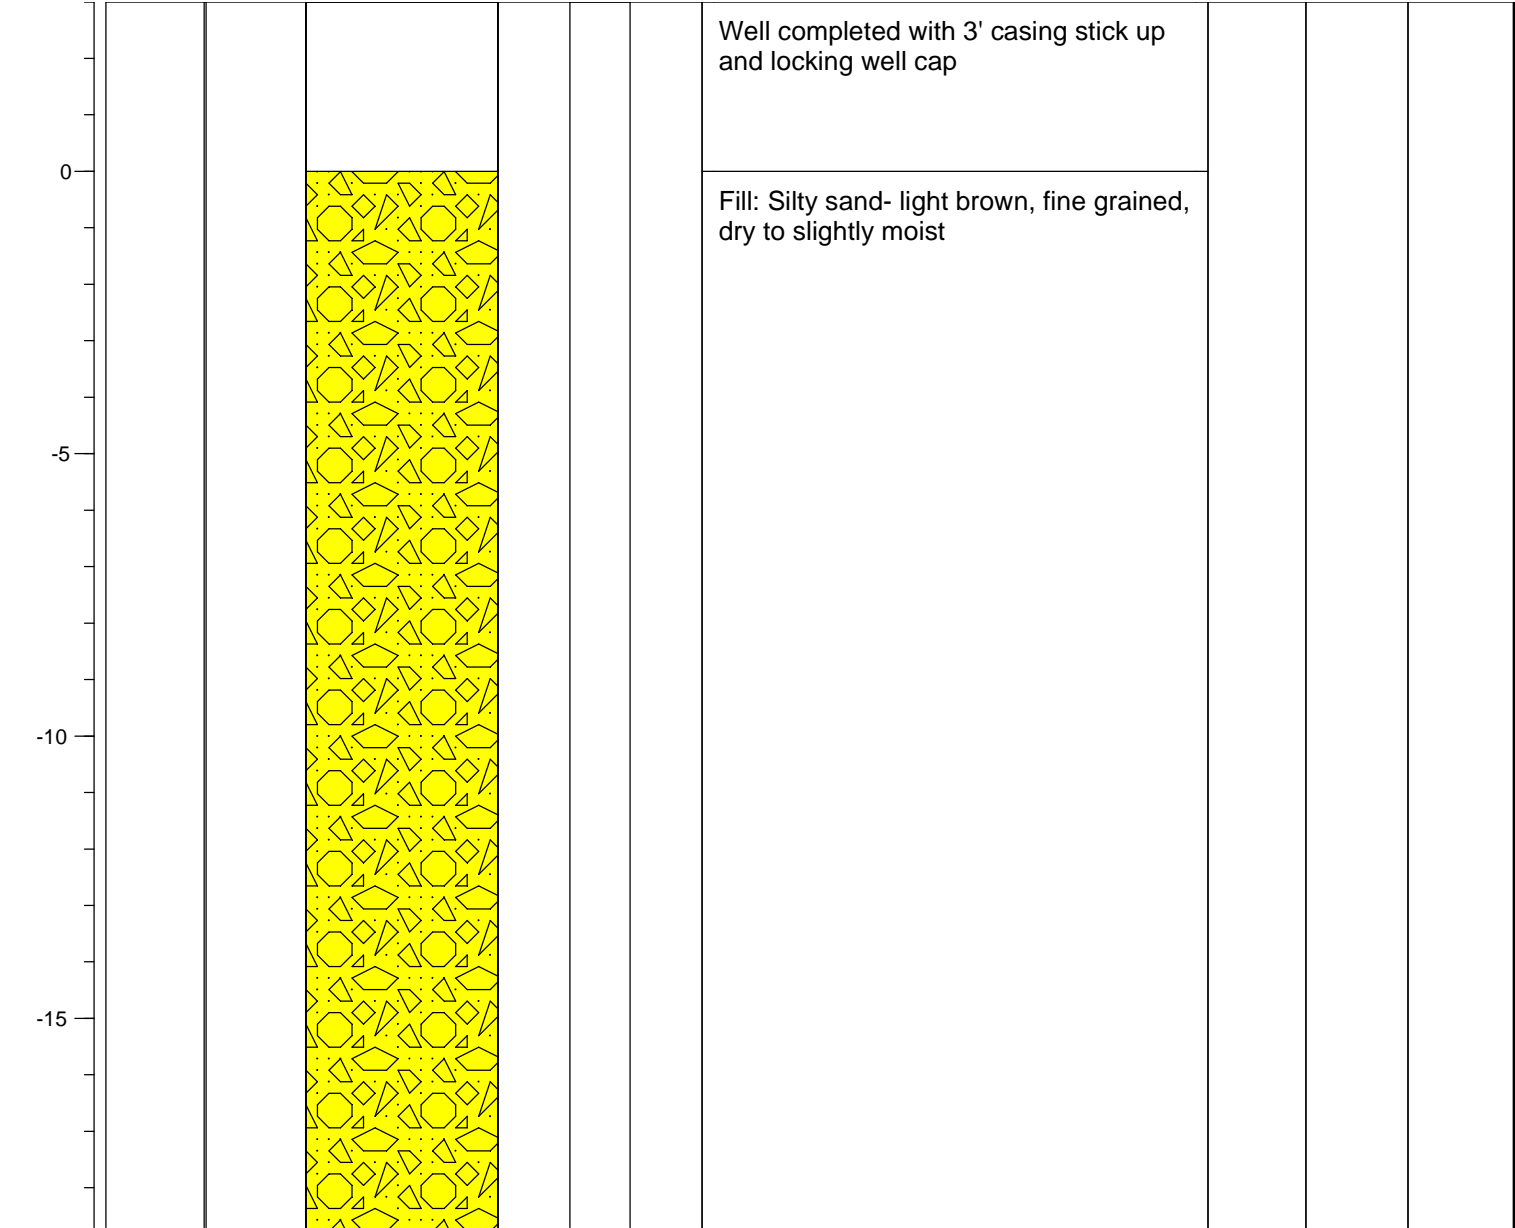 Well completed with 3' casing stick up
and locking well cap
0
Fill: Silty sand- light brown, fine grained,
dry to slightly moist
-5
-10
-15